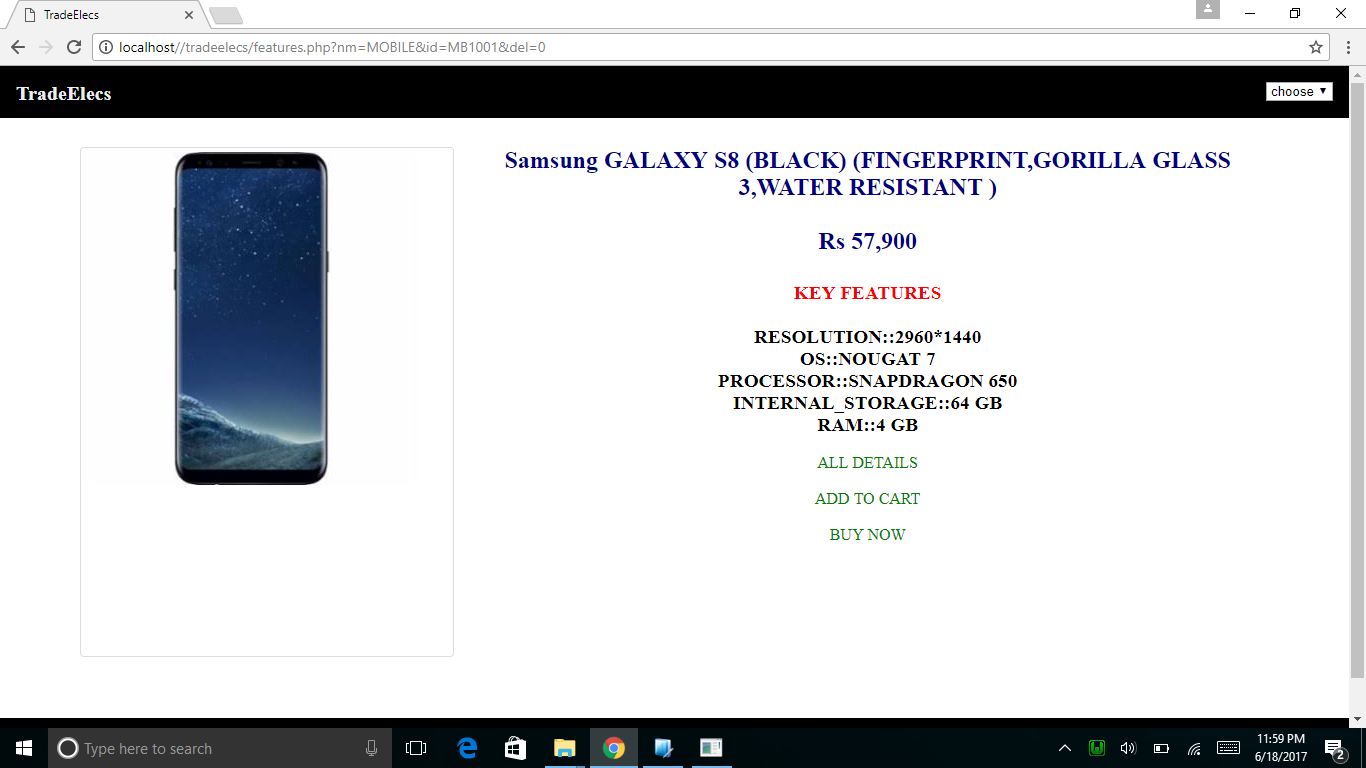 TradeElecs
localhost//tradeelecs/features.php?nm=MOBILE&id=MB1001&del=0
TradeElecs
choose
Samsung GALAXY S8 (BLACK) (FINGERPRINT,GORILLA GLASS
3,WATER RESISTANT )
Rs 57,900
KEY FEATURES
RESOLUTION::2960*1440
OS::NOUGAT 7
PROCESSOR::SNAPDRAGON 650
INTERNAL_STORAGE::64 GB
RAM::4 GB
ALL DETAILS
ADD TO CART
BUY NOW
Type here to search
11:59 PM
6/18/2017
2